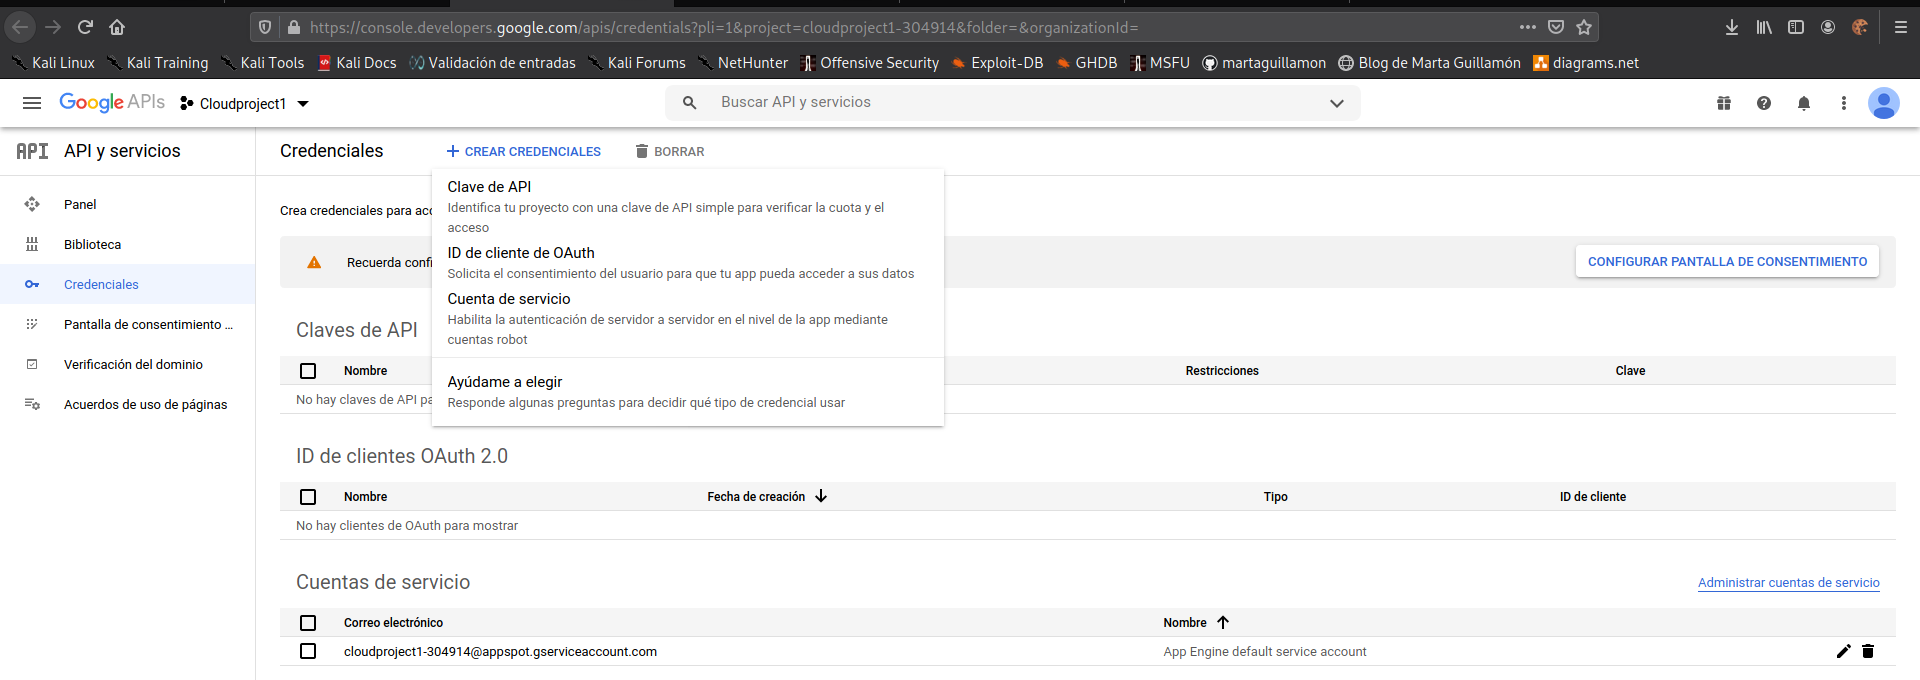 https://console.developers.google.com/apis/credentials?pli=1&project=cloudproject1-304914&folder=&organizationId=
Kali Linux Kali Training Kali Tools Kali Docs Validación de entradas Kali Forums NetHunter Offensive Security Exploit-DB GHDB MSFU martaguillamon Blog de Marta Guillamón diagrams.net
Google APIs Cloudproject1 Buscar API y servicios
API API y servicios
Credenciales + CREAR CREDENCIALES BORRAR
Panel
Biblioteca
Credenciales
Pantalla de consentimiento ...
Verificación del dominio
Acuerdos de uso de páginas
Crea credenciales para acc
Clave de API
Identifica tu proyecto con una clave de API simple para verificar la cuota y el
acceso
ID de cliente de OAuth
Solicita el consentimiento del usuario para que tu app pueda acceder a sus datos
Cuenta de servicio
Habilita la autenticación de servidor a servidor en el nivel de la app mediante
cuentas robot
Ayúdame a elegir
Responde algunas preguntas para decidir qué tipo de credencial usar
Recuerda confi
CONFIGURAR PANTALLA DE CONSENTIMIENTO
Claves de API
Nombre Restricciones Clave
No hay claves de API pa
ID de clientes OAuth 2.0
Nombre Fecha de creación Tipo ID de cliente
No hay clientes de OAuth para mostrar
Cuentas de servicio Administrar cuentas de servicio
Correo electrónico Nombre
cloudproject1-304914@appspot.gserviceaccount.com App Engine default service account